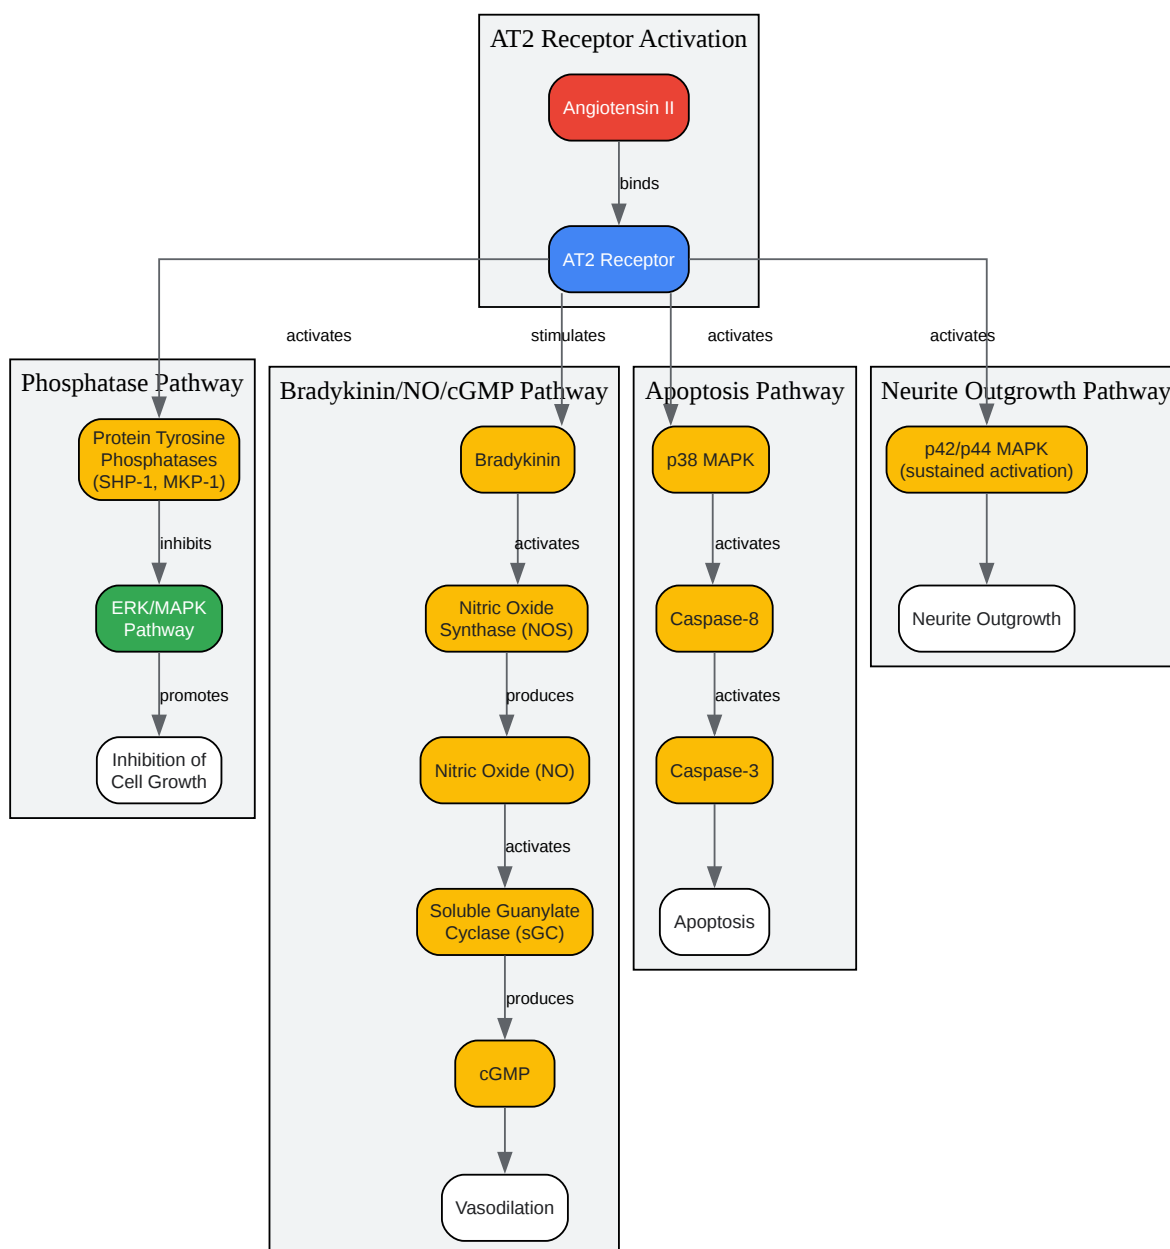 AT2 Receptor Activation
Angiotensin II
binds
AT2 Receptor
activates
stimulates
activates
activates
Phosphatase Pathway
Protein Tyrosine
Phosphatases
(SHP-1, MKP-1)
inhibits
ERK/MAPK
Pathway
promotes
Inhibition of
Cell Growth
Bradykinin/NO/cGMP Pathway
Bradykinin
activates
Nitric Oxide
Synthase (NOS)
produces
Nitric Oxide (NO)
activates
Soluble Guanylate
Cyclase (sGC)
produces
cGMP
Vasodilation
Apoptosis Pathway
p38 MAPK
activates
Caspase-8
activates
Caspase-3
Apoptosis
Neurite Outgrowth Pathway
p42/p44 MAPK
(sustained activation)
Neurite Outgrowth